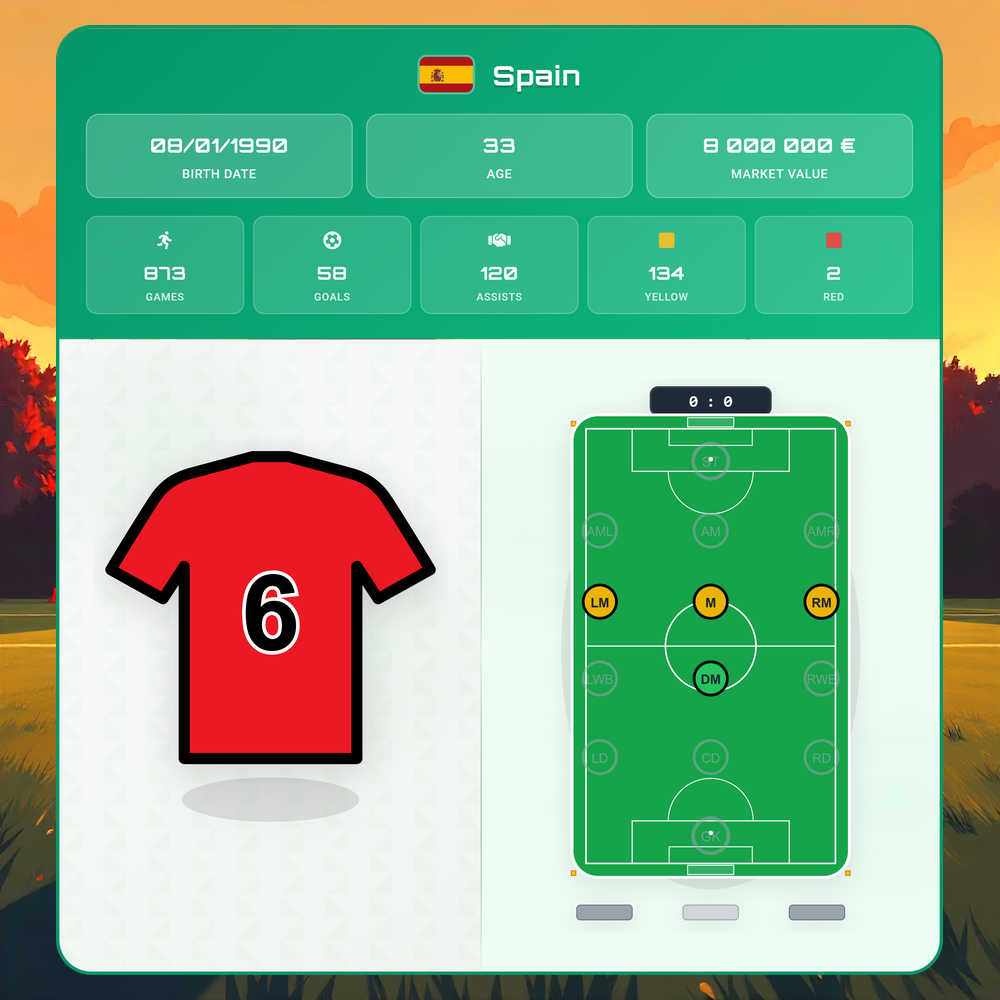 Spain
08/01/1990
BIRTH DATE
33
AGE
8 000 000 €
MARKET VALUE
873
GAMES
58
GOALS
120
ASSISTS
134
YELLOW
2
RED
0 : 0
ST
AML AM AMR
LM M RM
LWB RWB
DM
LD CD RD
GK
6